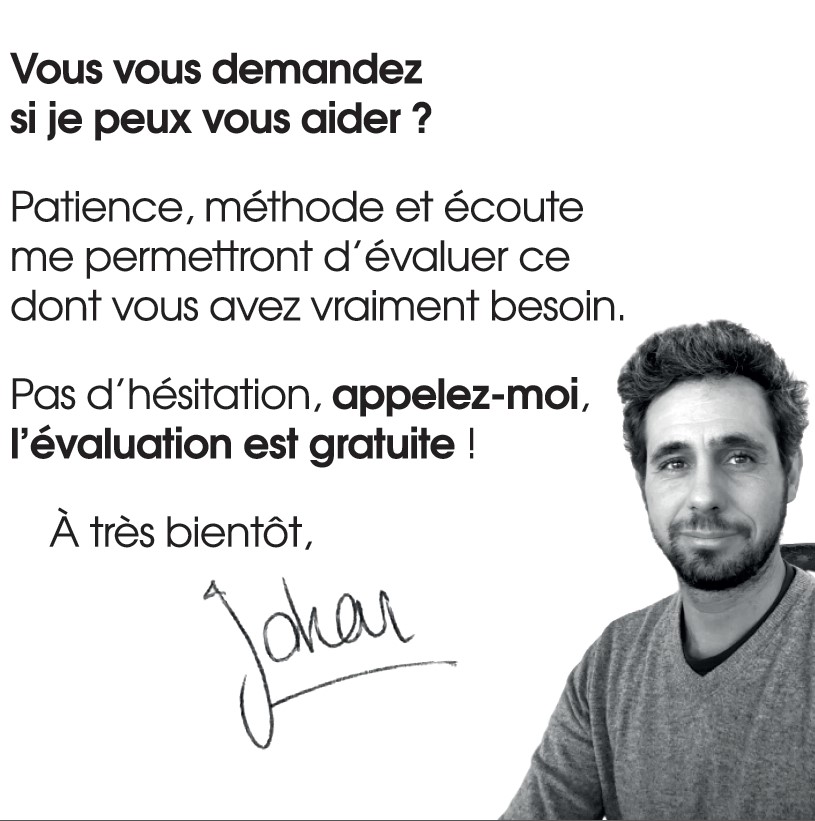 Vous vous demandez
si je peux vous aider ?
Patience, méthode et écoute
me permettront d'évaluer ce
dont vous avez vraiment besoin.
Pas d'hésitation, appelez-moi,
l'évaluation est gratuite !
À très bientôt,
Johan